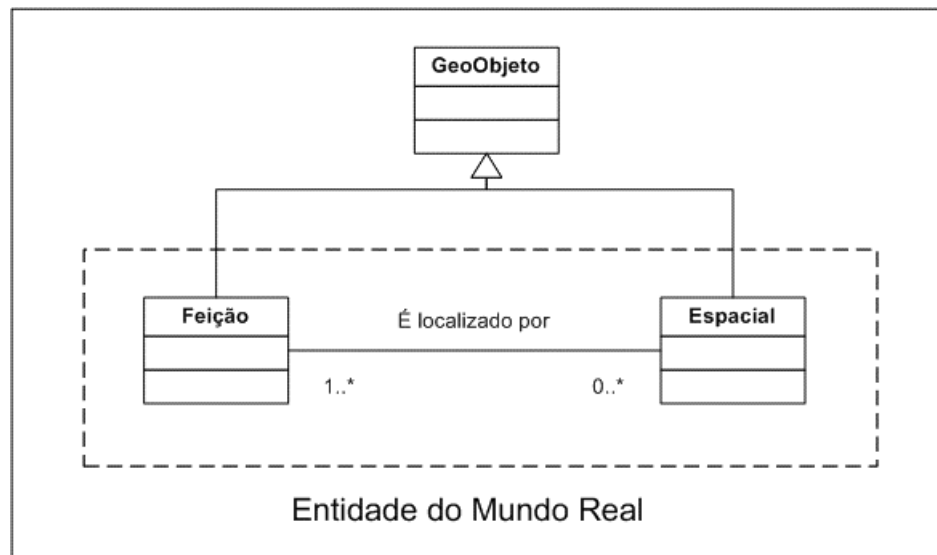 GeoObjeto
Feição
É localizado por
Espacial
1..*
0..*
Entidade do Mundo Real